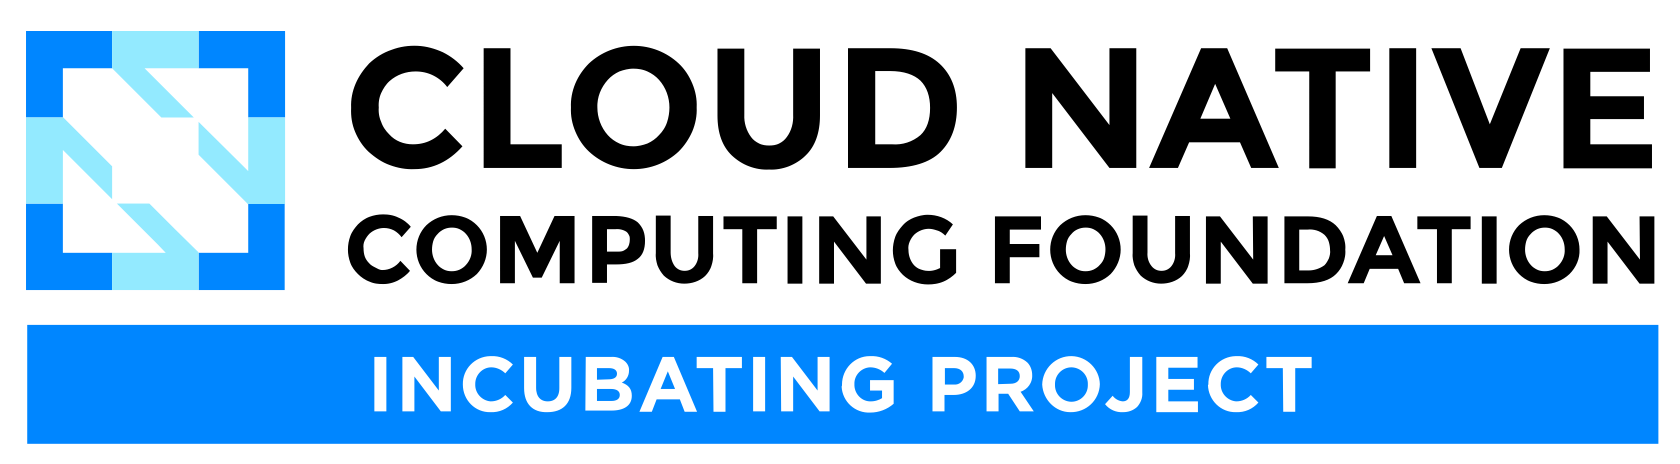 CLOUD NATIVE
COMPUTING FOUNDATION
INCUBATING PROJECT